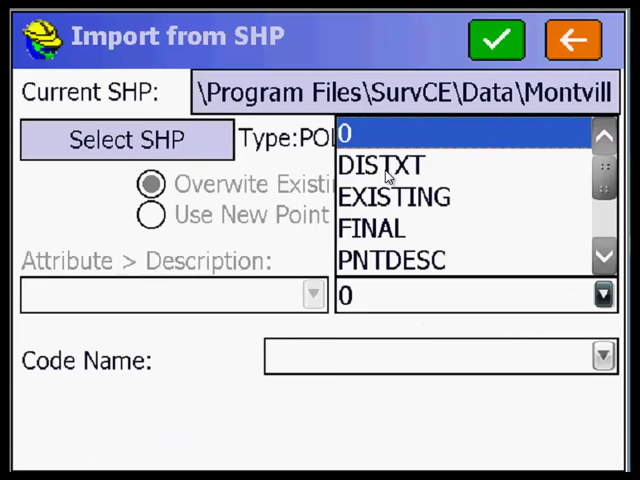 Import from SHP
Current SHP: \Program Files\SurvCE\Data\Montvill
Select SHP Type:POL
0
DISTXT
EXISTING
FINAL
PNTDESC
Overwite Existi
Use New Point
Attribute > Description:
0
Code Name: